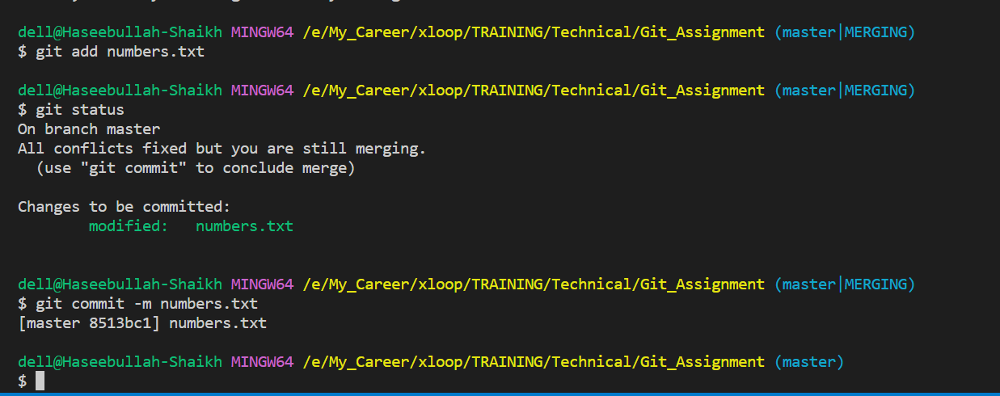 dell@Haseebullah-Shaikh MINGW64 /e/My_Career/xloop/TRAINING/Technical/Git_Assignment (master|MERGING)
$ git add numbers.txt
dell@Haseebullah-Shaikh MINGW64 /e/My_Career/xloop/TRAINING/Technical/Git_Assignment (master|MERGING)
$ git status
On branch master
All conflicts fixed but you are still merging.
  (use "git commit" to conclude merge)
Changes to be committed:
        modified:   numbers.txt
dell@Haseebullah-Shaikh MINGW64 /e/My_Career/xloop/TRAINING/Technical/Git_Assignment (master|MERGING)
$ git commit -m numbers.txt
[master 8513bc1] numbers.txt
dell@Haseebullah-Shaikh MINGW64 /e/My_Career/xloop/TRAINING/Technical/Git_Assignment (master)
$